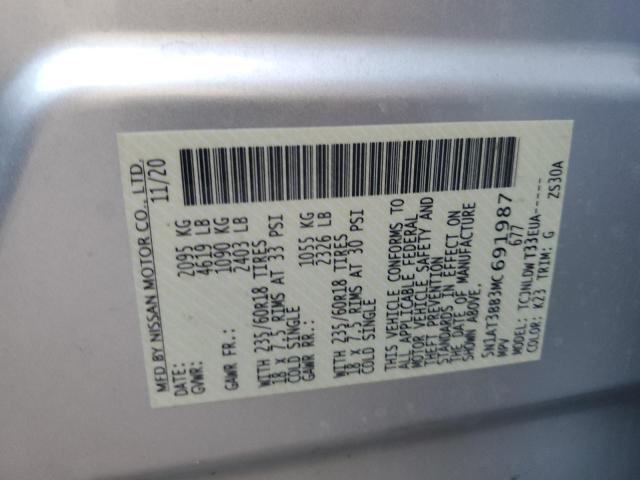 MFD BY NISSAN MOTOR CO., LTD.
DATE: 11/20
GVWR: 2095 KG
4619 LB
GAWR FR.: 1090 KG
2403 LB
WITH 235/60R18 TIRES
18 X 7.5 RIMS AT 33 PSI
COLD SINGLE
GAWR RR.: 1055 KG
2326 LB
WITH 235/60R18 TIRES
18 X 7.5 RIMS AT 30 PSI
COLD SINGLE
THIS VEHICLE CONFORMS TO
ALL APPLICABLE FEDERAL
MOTOR VEHICLE SAFETY AND
THEFT PREVENTION
STANDARDS IN EFFECT ON
THE DATE OF MANUFACTURE
SHOWN ABOVE.
5N1AT3BB3MC691987
MPV 677
MODEL: TCJNLDWT33EUA-----
COLOR: K23 TRIM: G ZS30A